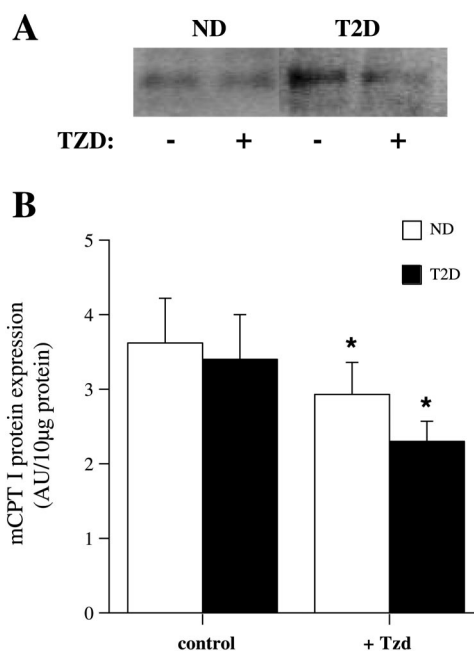 A
ND T2D
TZD: - + - +
B
ND
T2D
5
4
3
2
1
0
mCPT I protein expression
(AU/10µg protein)
*
*
control + Tzd